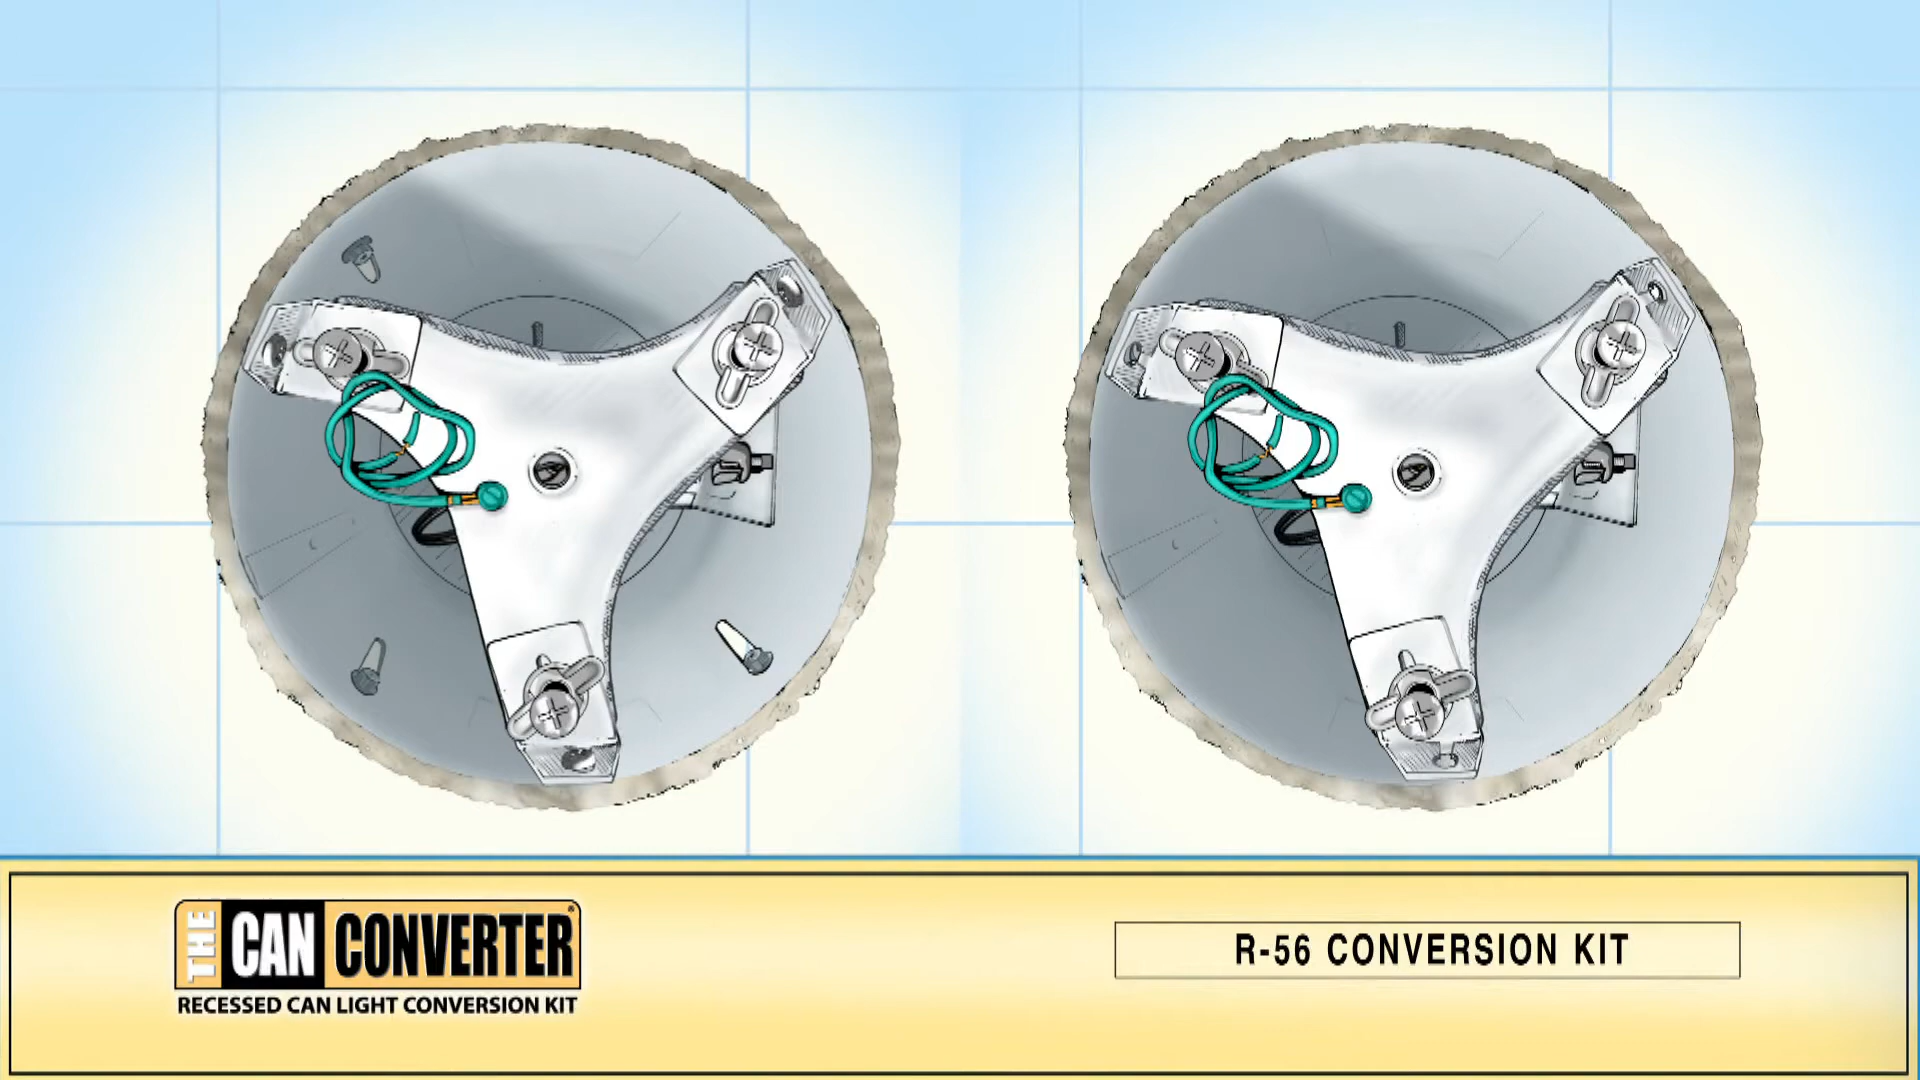 THE CAN CONVERTER®
RECESSED CAN LIGHT CONVERSION KIT
R-56 CONVERSION KIT